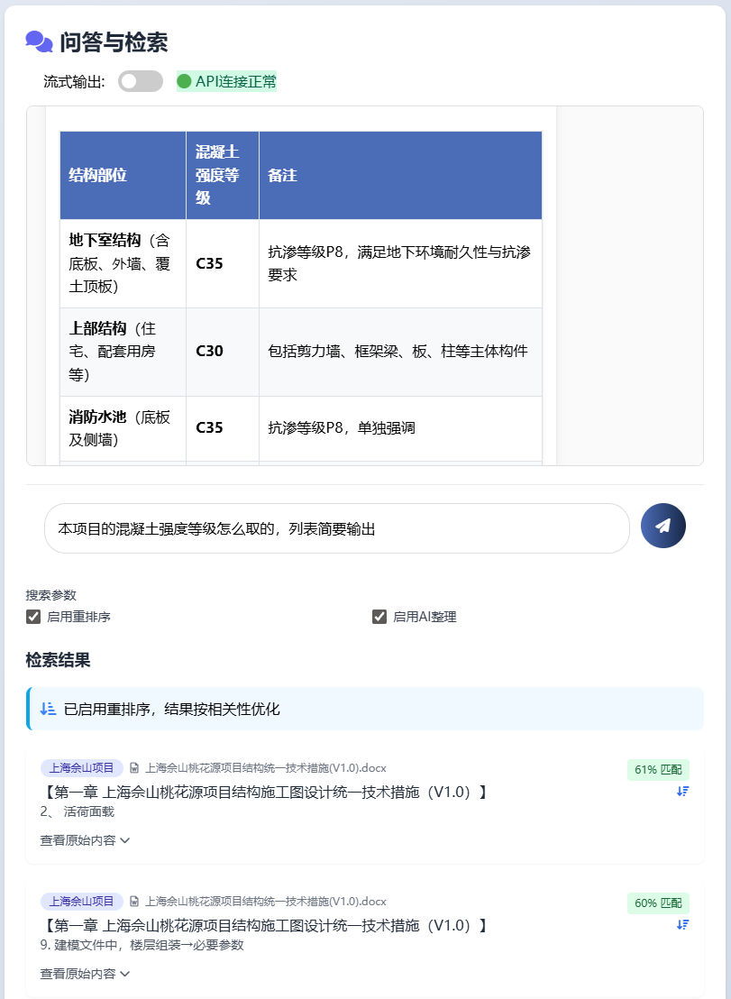 问答与检索
流式输出:
API连接正常
结构部位
混凝土
强度等
级
备注
地下室结构（含
底板、外墙、覆
土顶板）
C35
抗渗等级P8，满足地下环境耐久性与抗渗
要求
上部结构（住
宅、配套用房
等）
C30
包括剪力墙、框架梁、板、柱等主体构件
消防水池（底板
及侧墙）
C35
抗渗等级P8，单独强调
本项目的混凝土强度等级怎么取的，列表简要输出
搜索参数
启用重排序
启用AI整理
检索结果
已启用重排序，结果按相关性优化
上海佘山项目
上海佘山桃花源项目结构统一技术措施(V1.0).docx
61% 匹配
【第一章 上海佘山桃花源项目结构施工图设计统一技术措施（V1.0）】
2、 活荷面载
查看原始内容
上海佘山项目
上海佘山桃花源项目结构统一技术措施(V1.0).docx
60% 匹配
【第一章 上海佘山桃花源项目结构施工图设计统一技术措施（V1.0）】
9. 建模文件中，楼层组装→必要参数
查看原始内容